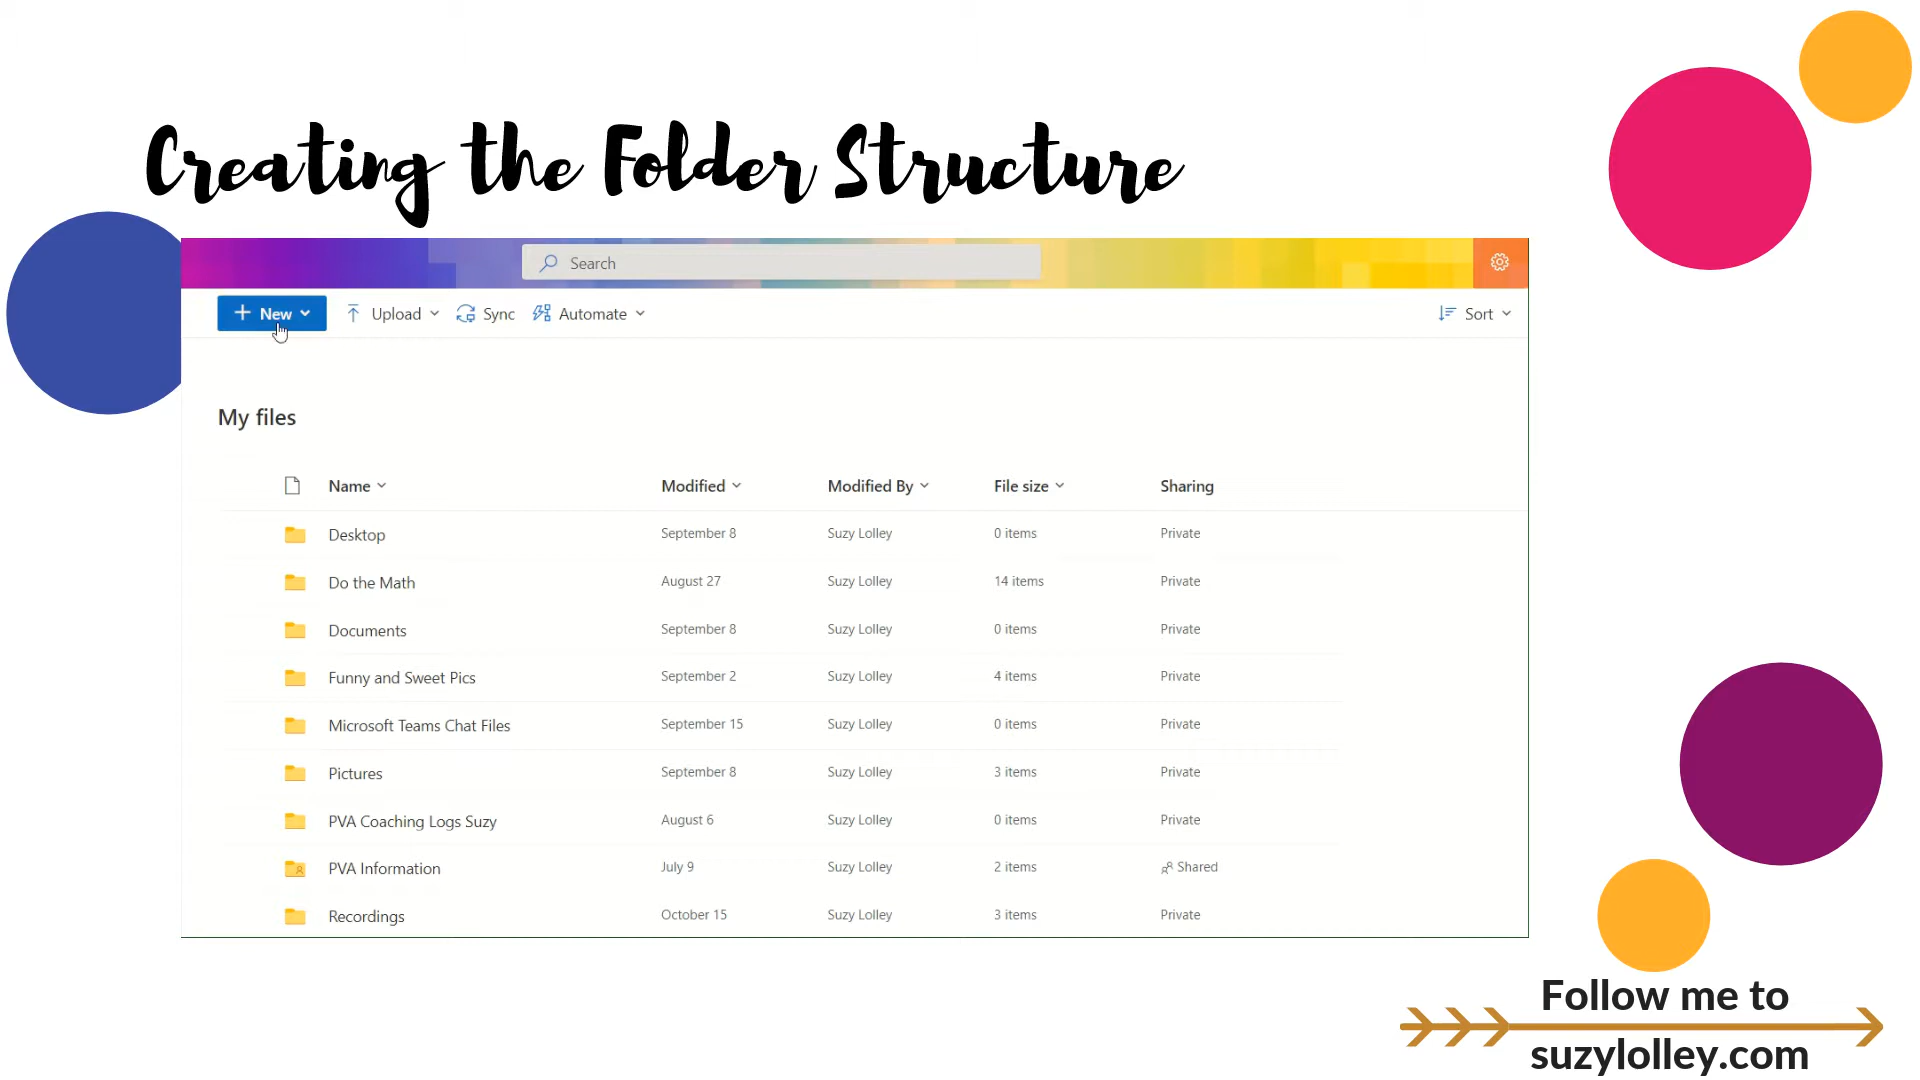 Creating the Folder Structure
Search
New Upload Sync Automate Sort
My files
Name Modified Modified By File size Sharing
Desktop September 8 Suzy Lolley 0 items Private
Do the Math August 27 Suzy Lolley 14 items Private
Documents September 8 Suzy Lolley 0 items Private
Funny and Sweet Pics September 2 Suzy Lolley 4 items Private
Microsoft Teams Chat Files September 15 Suzy Lolley 0 items Private
Pictures September 8 Suzy Lolley 3 items Private
PVA Coaching Logs Suzy August 6 Suzy Lolley 0 items Private
PVA Information July 9 Suzy Lolley 2 items Shared
Recordings October 15 Suzy Lolley 3 items Private
Follow me to
suzylolley.com